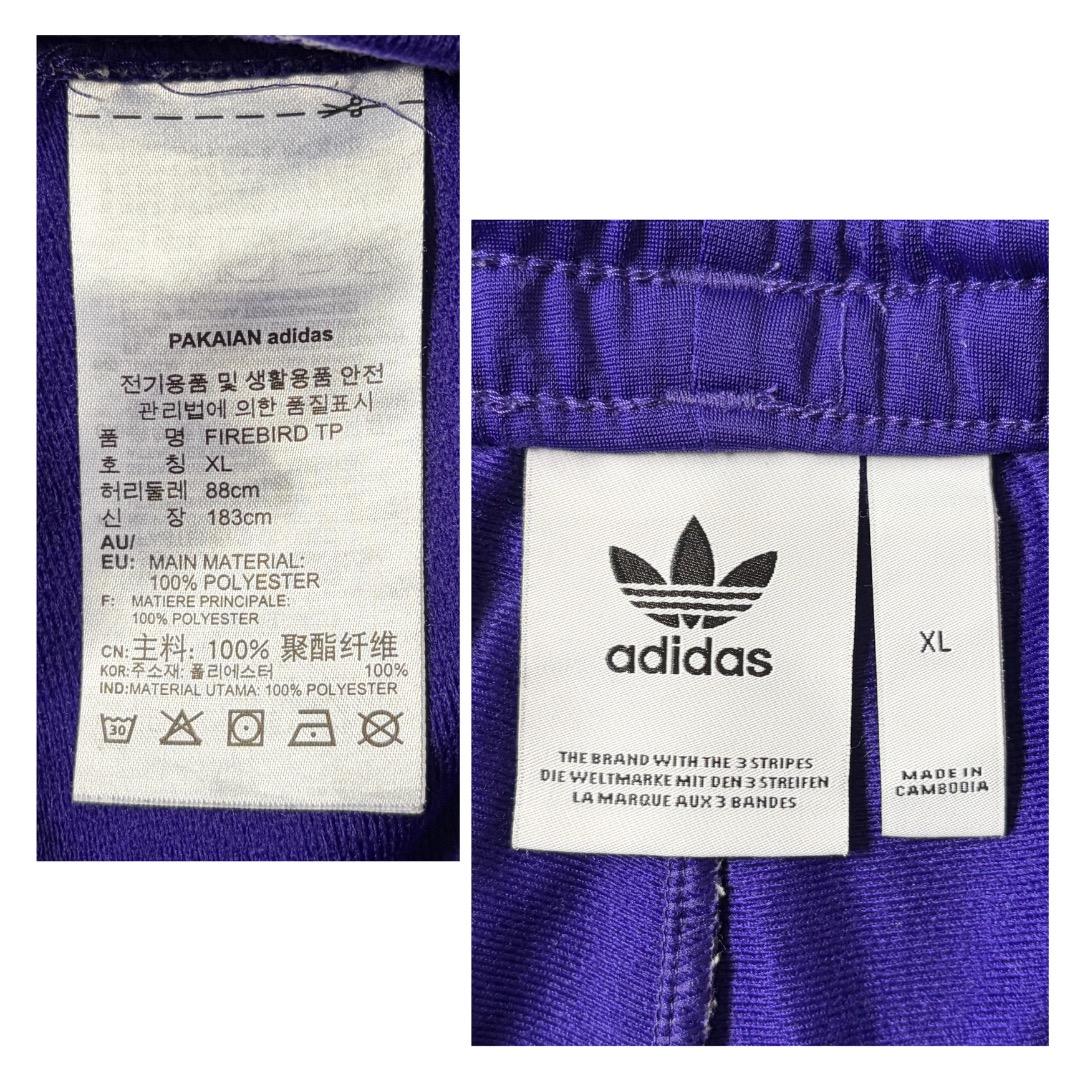 PAKAIAN adidas
전기용품 및 생활용품 안전
관리법에 의한 품질표시
품 명 FIREBIRD TP
호 칭 XL
허리둘레 88cm
신 장 183cm
AU/
EU: MAIN MATERIAL:
100% POLYESTER
F: MATIERE PRINCIPALE:
100% POLYESTER
CN: 主料: 100% 聚酯纤维
KOR: 주소재: 폴리에스터 100%
IND: MATERIAL UTAMA: 100% POLYESTER
30
adidas
THE BRAND WITH THE 3 STRIPES
DIE WELTMARKE MIT DEN 3 STREIFEN
LA MARQUE AUX 3 BANDES
XL
MADE IN
CAMBODIA